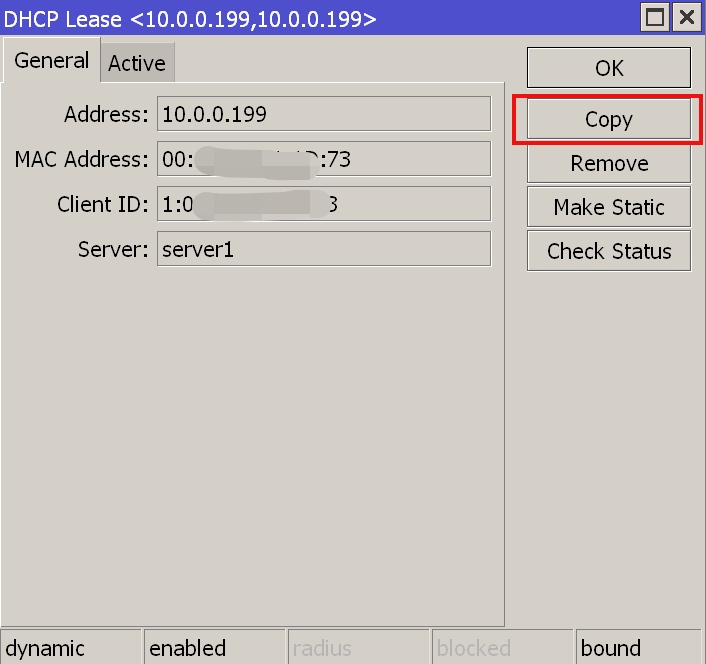 DHCP Lease <10.0.0.199,10.0.0.199>
General
Active
Address: 10.0.0.199
MAC Address: 00: :73
Client ID: 1:0 3
Server: server1
OK
Copy
Remove
Make Static
Check Status
dynamic enabled radius blocked bound